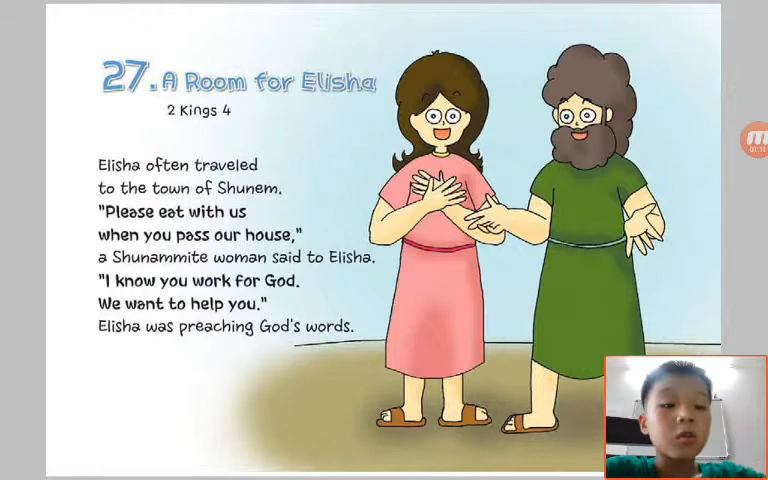 27. A Room for Elisha
2 Kings 4
Elisha often traveled
to the town of Shunem.
"Please eat with us
when you pass our house,"
a Shunammite woman said to Elisha.
"I know you work for God.
We want to help you."
Elisha was preaching God's words.
M
01:11